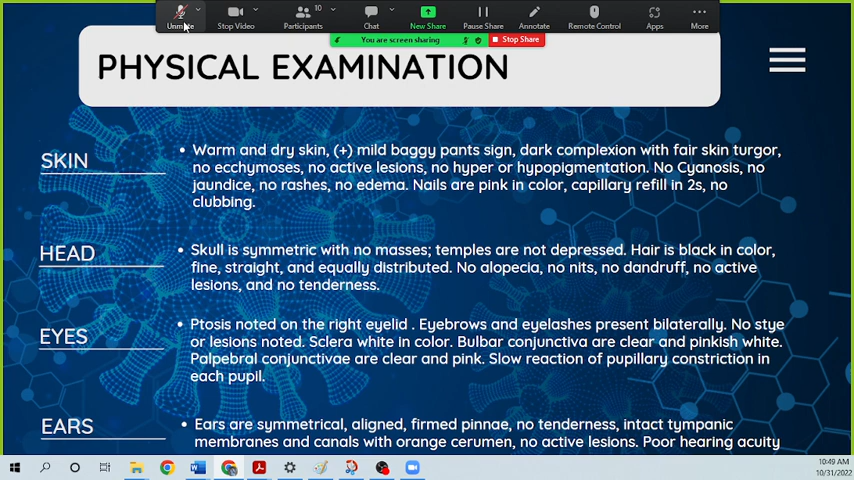 Unmute
Stop Video
Participants
10
Chat
New Share
Pause Share
Annotate
Remote Control
Apps
More
You are screen sharing
Stop Share
PHYSICAL EXAMINATION
SKIN
• Warm and dry skin, (+) mild baggy pants sign, dark complexion with fair skin turgor,
no ecchymoses, no active lesions, no hyper or hypopigmentation. No Cyanosis, no
jaundice, no rashes, no edema. Nails are pink in color, capillary refill in 2s, no
clubbing.
HEAD
• Skull is symmetric with no masses; temples are not depressed. Hair is black in color,
fine, straight, and equally distributed. No alopecia, no nits, no dandruff, no active
lesions, and no tenderness.
EYES
• Ptosis noted on the right eyelid . Eyebrows and eyelashes present bilaterally. No stye
or lesions noted. Sclera white in color. Bulbar conjunctiva are clear and pinkish white.
Palpebral conjunctivae are clear and pink. Slow reaction of pupillary constriction in
each pupil.
EARS
• Ears are symmetrical, aligned, firmed pinnae, no tenderness, intact tympanic
membranes and canals with orange cerumen, no active lesions. Poor hearing acuity
10:49 AM
10/31/2022